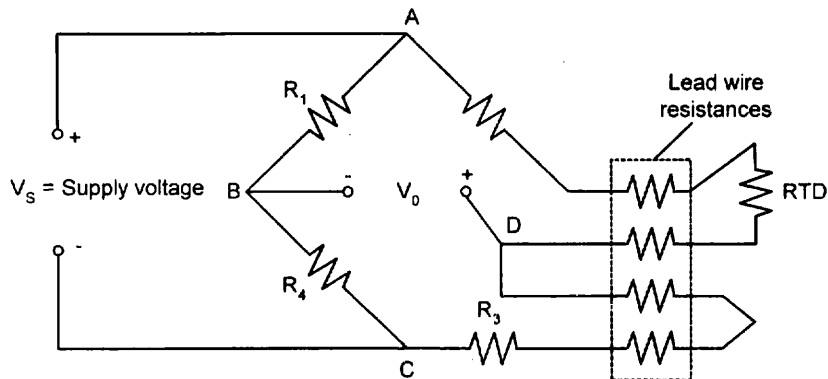 A
Lead wire
resistances
R1
+
+
-
VS = Supply voltage
B
V0
RTD
D
-
R4
R3
C